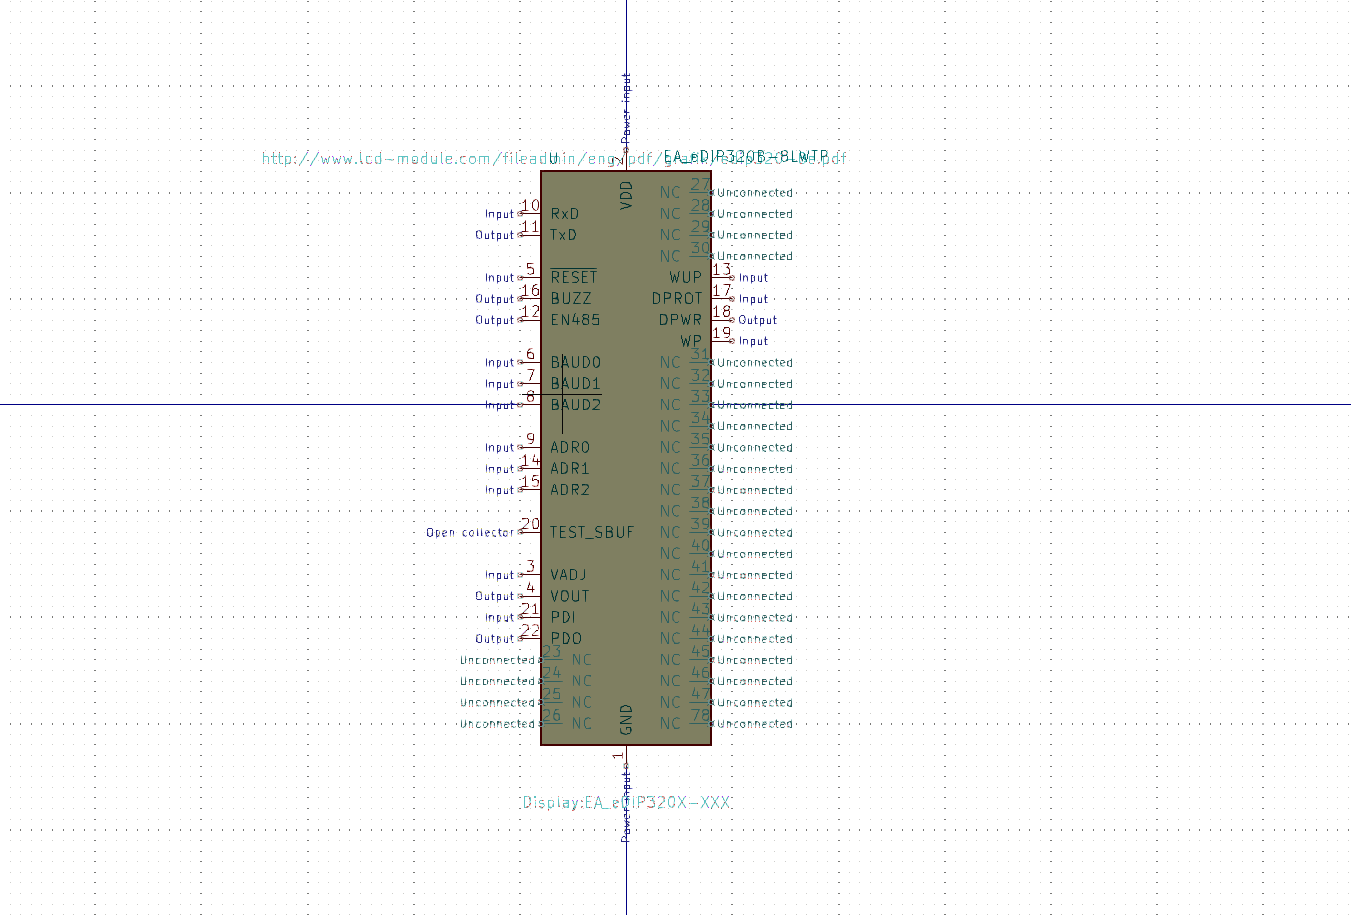 Power input
2
U
EA_eDIP320B-8LWTP
http://www.lcd-module.com/fileadmin/eng/pdf/grafik/edip320-8e.pdf
VDD
NC 27 Unconnected
Input 10 RxD NC 28 Unconnected
Output 11 TxD NC 29 Unconnected
NC 30 Unconnected
Input 5 RESET WUP 13 Input
Output 16 BUZZ DPROT 17 Input
Output 12 EN485 DPWR 18 Output
WP 19 Input
Input 6 BAUD0 NC 31 Unconnected
Input 7 BAUD1 NC 32 Unconnected
Input 8 BAUD2 NC 33 Unconnected
NC 34 Unconnected
Input 9 ADR0 NC 35 Unconnected
Input 14 ADR1 NC 36 Unconnected
Input 15 ADR2 NC 37 Unconnected
NC 38 Unconnected
Open collector 20 TEST_SBUF NC 39 Unconnected
NC 40 Unconnected
Input 3 VADJ NC 41 Unconnected
Output 4 VOUT NC 42 Unconnected
Input 21 PDI NC 43 Unconnected
Output 22 PDO NC 44 Unconnected
Unconnected 23 NC NC 45 Unconnected
Unconnected 24 NC NC 46 Unconnected
Unconnected 25 NC NC 47 Unconnected
Unconnected 26 NC NC 78 Unconnected
GND
1
Power input
Display:EA_eDIP320X-XXX